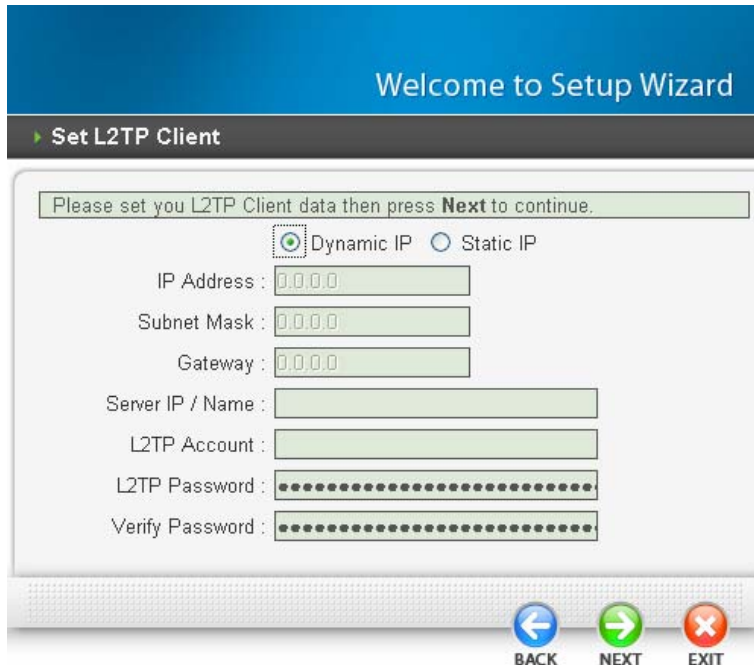 Welcome to Setup Wizard
Set L2TP Client
Please set you L2TP Client data then press Next to continue.
Dynamic IP Static IP
IP Address : 0.0.0.0
Subnet Mask : 0.0.0.0
Gateway : 0.0.0.0
Server IP / Name :
L2TP Account :
L2TP Password :
Verify Password :
BACK NEXT EXIT